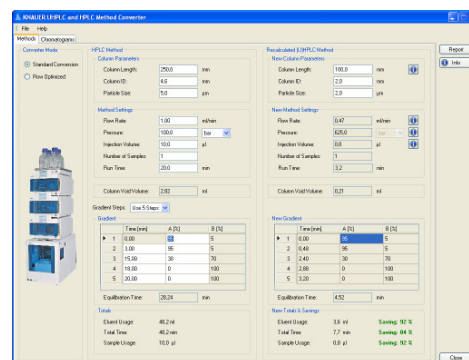 KNAUER UHPLC and HPLC Method Converter
File Help
Methods Chromatograms
Converter Mode
Standard Conversion
Flow Optimized
HPLC Method
Column Parameters
Column Length: 250,0 mm
Column ID: 4,6 mm
Particle Size: 5,0 µm
Method Settings
Flow Rate: 1,00 ml/min
Pressure: 100,0 bar
Injection Volume: 10,0 µl
Number of Samples: 1
Run Time: 20,0 min
Column Void Volume: 2,82 ml
Gradient Steps: Use 5 Steps
Gradient
Time [min] A [%] B [%]
1 0,00 95 5
2 3,00 95 5
3 15,00 30 70
4 18,00 0 100
5 20,00 0 100
Equilibration Time: 28,24 min
Totals
Eluent Usage: 48,2 ml
Total Time: 48,2 min
Sample Usage: 10,0 µl
Recalculated (U)HPLC Method
New Column Parameters
Column Length: 100,0 mm
Column ID: 2,0 mm
Particle Size: 2,0 µm
New Method Settings
Flow Rate: 0,47 ml/min
Pressure: 625,0 bar
Injection Volume: 0,8 µl
Number of Samples: 1
Run Time: 3,2 min
Column Void Volume: 0,21 ml
New Gradient
Time [min] A [%] B [%]
1 0,00 95 5
2 0,48 95 5
3 2,40 30 70
4 2,88 0 100
5 3,20 0 100
Equilibration Time: 4,52 min
New Totals & Savings
Eluent Usage: 3,6 ml Saving: 92 %
Total Time: 7,7 min Saving: 84 %
Sample Usage: 0,8 µl Saving: 92 %
Report
Info
Close